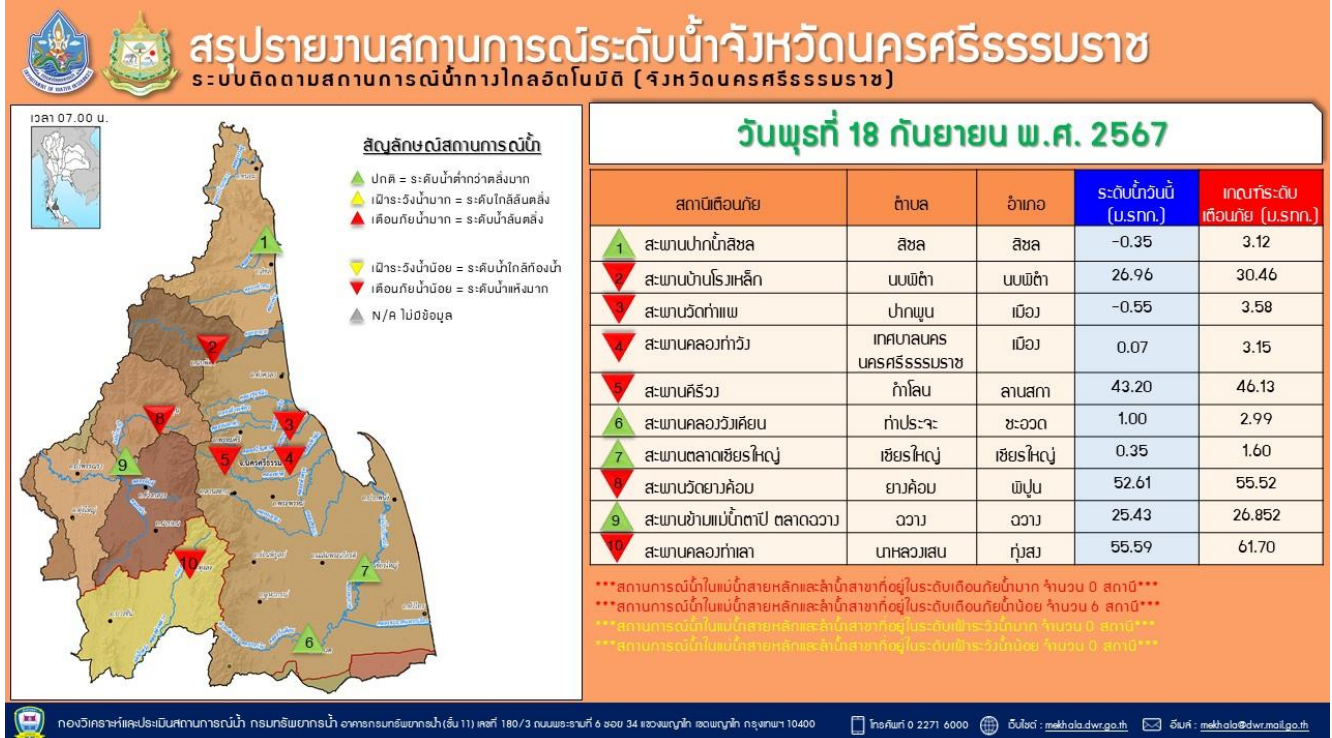 สรุปรายงานสถานการณ์ระดับน้ำจังหวัดนครศรีธรรมราช
ระบบติดตามสถานการณ์น้ำทางไกลอัตโนมัติ (จังหวัดนครศรีธรรมราช)
เวลา 07.00 น.
สัญลักษณ์สถานการณ์น้ำ
ปกติ = ระดับน้ำต่ำกว่าตลิ่งมาก
เฝ้าระวังน้ำมาก = ระดับใกล้ล้นตลิ่ง
เตือนภัยน้ำมาก = ระดับน้ำล้นตลิ่ง
เฝ้าระวังน้ำน้อย = ระดับน้ำใกล้ท้องน้ำ
เตือนภัยน้ำน้อย = ระดับน้ำแห้งมาก
N/A ไม่มีข้อมูล
1
2
3
4
5
6
7
8
9
10
วันพุธที่ 18 กันยายน พ.ศ. 2567
สถานีเตือนภัย ตำบล อำเภอ ระดับน้ำวันนี้ (ม.รทก.) เกณฑ์ระดับเตือนภัย (ม.รทก.)
1 สะพานปากน้ำสิชล สิชล สิชล -0.35 3.12
2 สะพานบ้านโรงเหล็ก นบพิตำ นบพิตำ 26.96 30.46
3 สะพานวัดท่าแพ ปากพูน เมือง -0.55 3.58
4 สะพานคลองท่าวัง เทศบาลนครนครศรีธรรมราช เมือง 0.07 3.15
5 สะพานคีรีวง กำโลน ลานสกา 43.20 46.13
6 สะพานคลองวังเคียน ท่าประจะ ชะอวด 1.00 2.99
7 สะพานตลาดเชียรใหญ่ เชียรใหญ่ เชียรใหญ่ 0.35 1.60
8 สะพานวัดยางค้อม ยางค้อม พิปูน 52.61 55.52
9 สะพานข้ามแม่น้ำตาปี ตลาดฉวาง ฉวาง ฉวาง 25.43 26.852
10 สะพานคลองท่าเลา นาหลวงเสน ทุ่งสง 55.59 61.70
***สถานการณ์น้ำในแม่น้ำสายหลักและลำน้ำสาขาที่อยู่ในระดับเตือนภัยน้ำมาก จำนวน 0 สถานี***
***สถานการณ์น้ำในแม่น้ำสายหลักและลำน้ำสาขาที่อยู่ในระดับเตือนภัยน้ำน้อย จำนวน 6 สถานี***
***สถานการณ์น้ำในแม่น้ำสายหลักและลำน้ำสาขาที่อยู่ในระดับเฝ้าระวังน้ำมาก จำนวน 0 สถานี***
***สถานการณ์น้ำในแม่น้ำสายหลักและลำน้ำสาขาที่อยู่ในระดับเฝ้าระวังน้ำน้อย จำนวน 0 สถานี***
กองวิเคราะห์และประเมินสถานการณ์น้ำ กรมทรัพยากรน้ำ อาคารกรมทรัพยากรน้ำ (ชั้น 11) เลขที่ 180/3 ถนนพระรามที่ 6 ซอย 34 แขวงพญาไท เขตพญาไท กรุงเทพฯ 10400 โทรศัพท์ 0 2271 6000 เว็บไซต์ : mekhala.dwr.go.th อีเมล์ : mekhala@dwr.mail.go.th